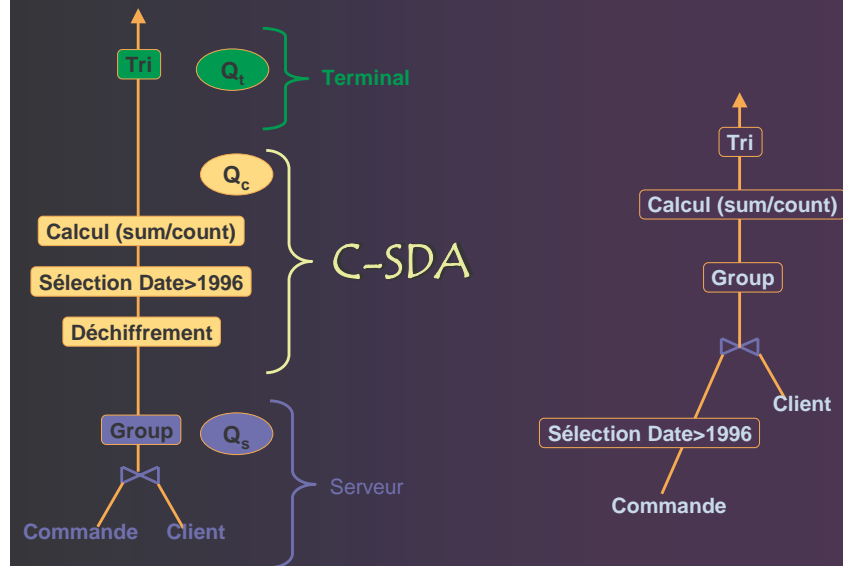 Tri
Qt
Terminal
Qc
Calcul (sum/count)
Sélection Date>1996
Déchiffrement
C-SDA
Group
Qs
Serveur
Commande
Client
Tri
Calcul (sum/count)
Group
Client
Sélection Date>1996
Commande